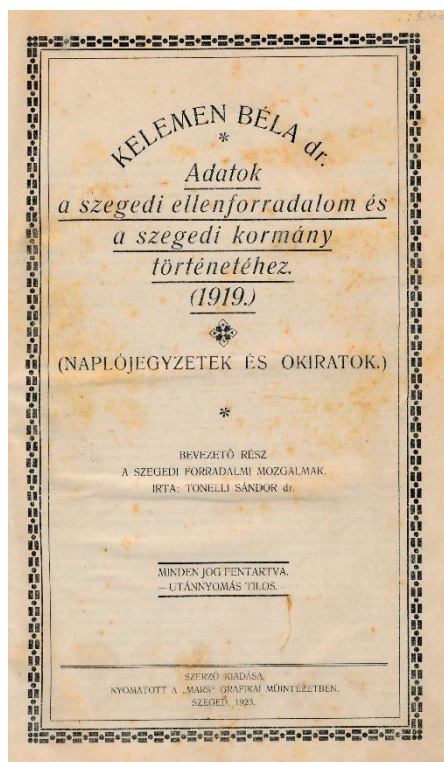 KELEMEN BÉLA dr.
*
Adatok
a szegedi ellenforradalom és
a szegedi kormány
történetéhez.
(1919.)
(NAPLÓJEGYZETEK ÉS OKIRATOK.)
*
BEVEZETŐ RÉSZ
A SZEGEDI FORRADALMI MOZGALMAK.
IRTA: TONELLI SÁNDOR dr.
MINDEN JOG FENTARTVA.
— UTÁNNYOMÁS TILOS. —
SZERZŐ KIADÁSA.
NYOMATOTT A „MARS" GRAFIKAI MŰINTÉZETBEN.
SZEGED, 1923.